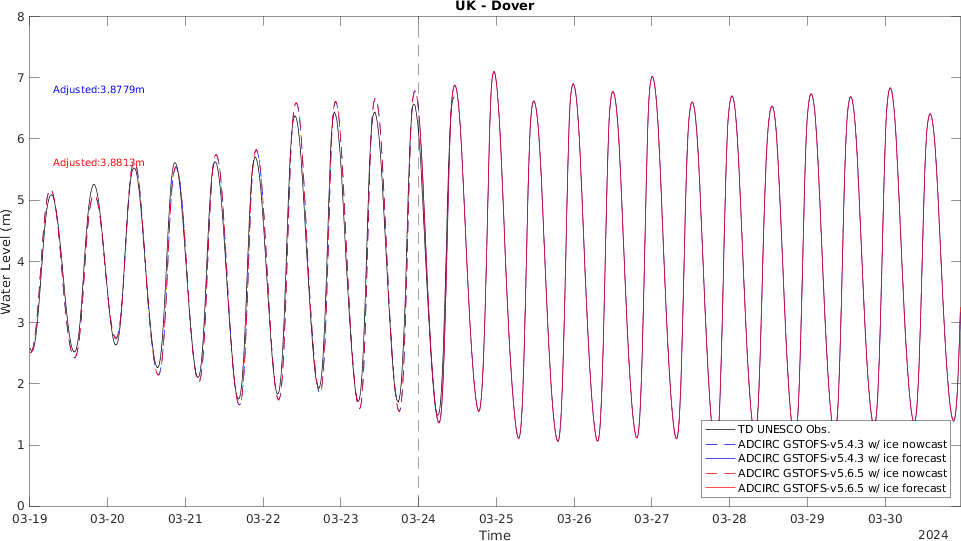 UK - Dover
8
7
6
5
4
3
2
1
0
Water Level (m)
Adjusted:3.8779m
Adjusted:3.8813m
TD UNESCO Obs.
ADCIRC GSTOFS-v5.4.3 w/ ice nowcast
ADCIRC GSTOFS-v5.4.3 w/ ice forecast
ADCIRC GSTOFS-v5.6.5 w/ ice nowcast
ADCIRC GSTOFS-v5.6.5 w/ ice forecast
03-19 03-20 03-21 03-22 03-23 03-24 03-25 03-26 03-27 03-28 03-29 03-30
Time
2024